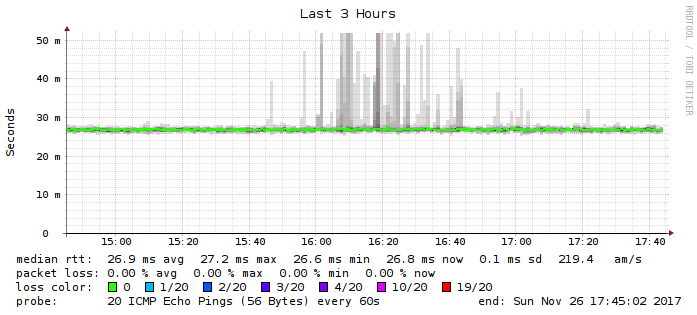 Last 3 Hours
RRDTOOL / TOBI OETIKER
Seconds
50 m
40 m
30 m
20 m
10 m
0
15:00 15:20 15:40 16:00 16:20 16:40 17:00 17:20 17:40
median rtt: 26.9 ms avg 27.2 ms max 26.6 ms min 26.8 ms now 0.1 ms sd 219.4 am/s
packet loss: 0.00 % avg 0.00 % max 0.00 % min 0.00 % now
loss color: 0 1/20 2/20 3/20 4/20 10/20 19/20
probe: 20 ICMP Echo Pings (56 Bytes) every 60s end: Sun Nov 26 17:45:02 2017